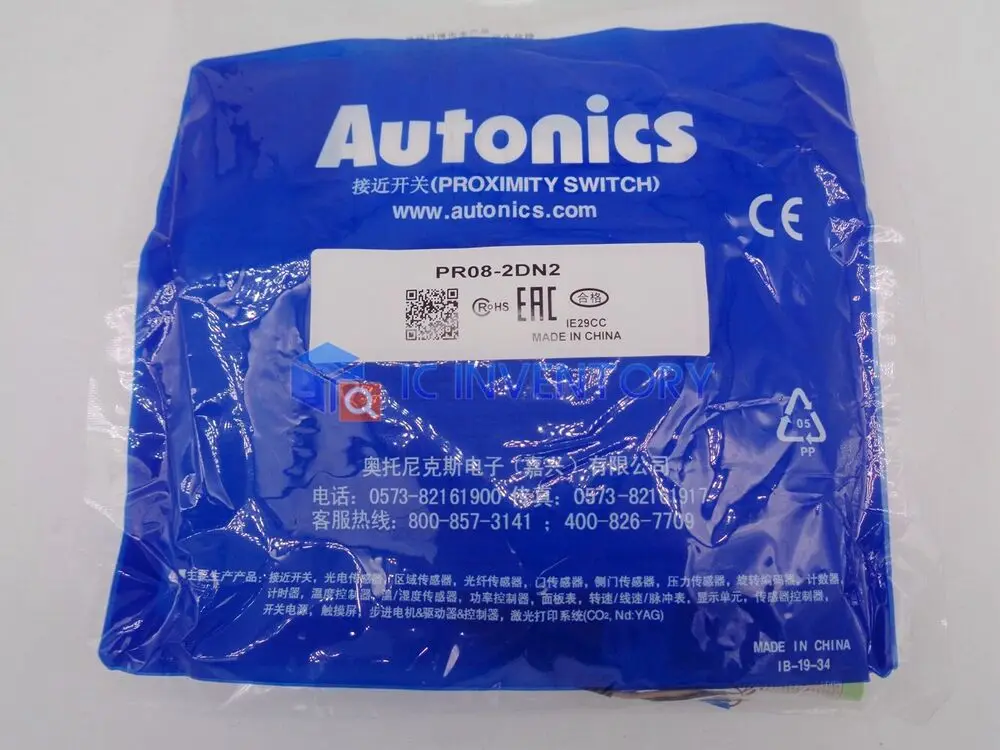 Autonics
接近开关(PROXIMITY SWITCH)
www.autonics.com
CE
PR08-2DN2
RoHS EAC 合格
IE29CC
MADE IN CHINA
IC INVENTORY
05
PP
奥托尼克斯电子(嘉兴)有限公司
电话: 0573-82161900 传真: 0573-82161917
客服热线: 800-857-3141 ; 400-826-7709
主要生产产品: 接近开关, 光电传感器, 区域传感器, 光纤传感器, 门传感器, 侧门传感器, 压力传感器, 旋转编码器, 计数器,
计时器, 温度控制器, 温/湿度传感器, 功率控制器, 面板表, 转速/线速/脉冲表, 显示单元, 传感器控制器,
开关电源, 触摸屏, 步进电机&驱动器&控制器, 激光打印系统(CO₂, Nd:YAG)
MADE IN CHINA
IB-19-34